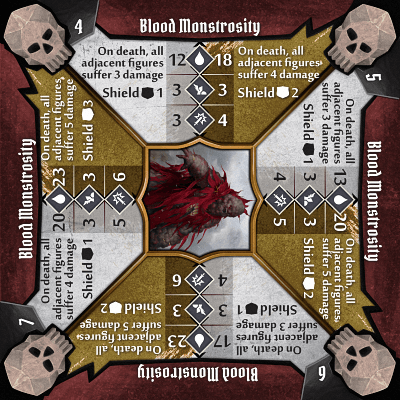 4
Blood Monstrosity
On death, all
adjacent figures
suffer 3 damage
Shield 1
12 18
3 3
3 4
On death, all
adjacent figures
suffer 4 damage
Shield 2
5
Blood Monstrosity
On death, all
adjacent figures
suffer 3 damage
Shield 1
13 20
3 3
4 5
On death, all
adjacent figures
suffer 5 damage
Shield 2
6
Blood Monstrosity
On death, all
adjacent figures
suffer 3 damage
Shield 1
17 23
3 3
4 6
On death, all
adjacent figures
suffer 5 damage
Shield 2
7
Blood Monstrosity
On death, all
adjacent figures
suffer 4 damage
Shield 1
20 23
3 3
5 6
On death, all
adjacent figures
suffer 5 damage
Shield 3